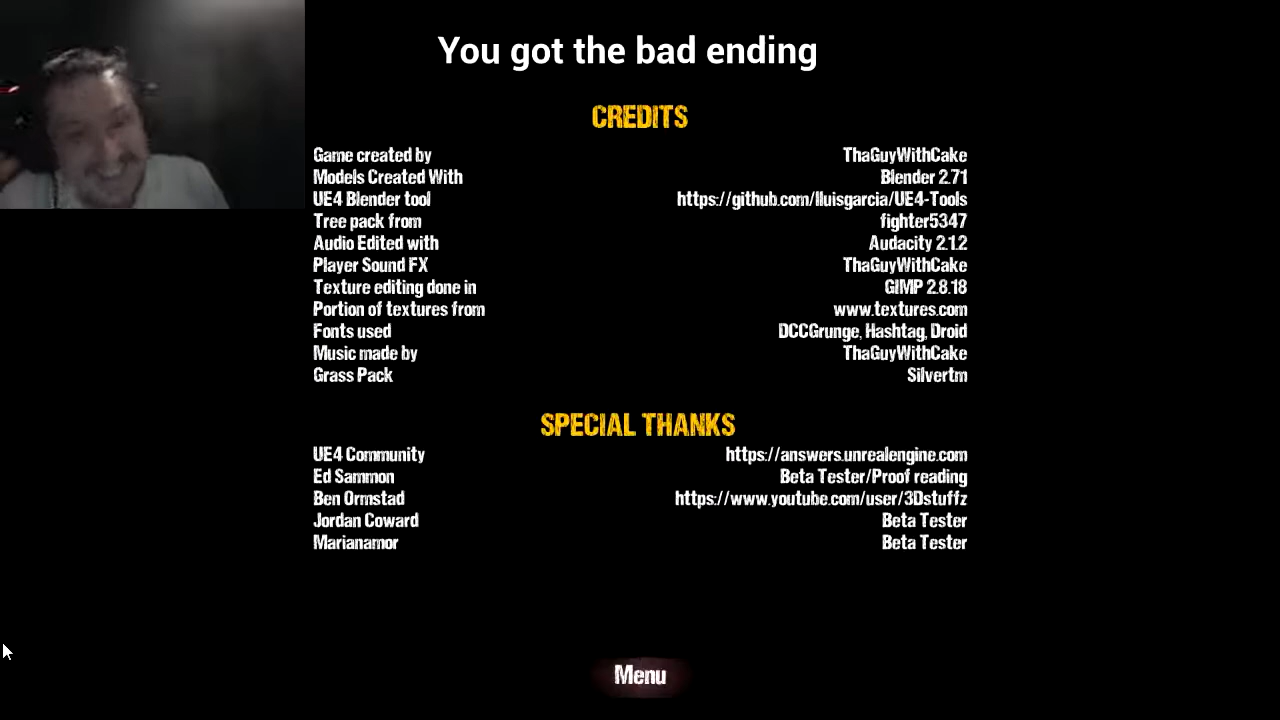 You got the bad ending
CREDITS
Game created by ThaGuyWithCake
Models Created With Blender 2.71
UE4 Blender tool https://github.com/lluisgarcia/UE4-Tools
Tree pack from fighter5347
Audio Edited with Audacity 2.1.2
Player Sound FX ThaGuyWithCake
Texture editing done in GIMP 2.8.18
Portion of textures from www.textures.com
Fonts used DCCGrunge, Hashtag, Droid
Music made by ThaGuyWithCake
Grass Pack Silvertm
SPECIAL THANKS
UE4 Community https://answers.unrealengine.com
Ed Sammon Beta Tester/Proof reading
Ben Ormstad https://www.youtube.com/user/3Dstuffz
Jordan Coward Beta Tester
Marianamor Beta Tester
Menu